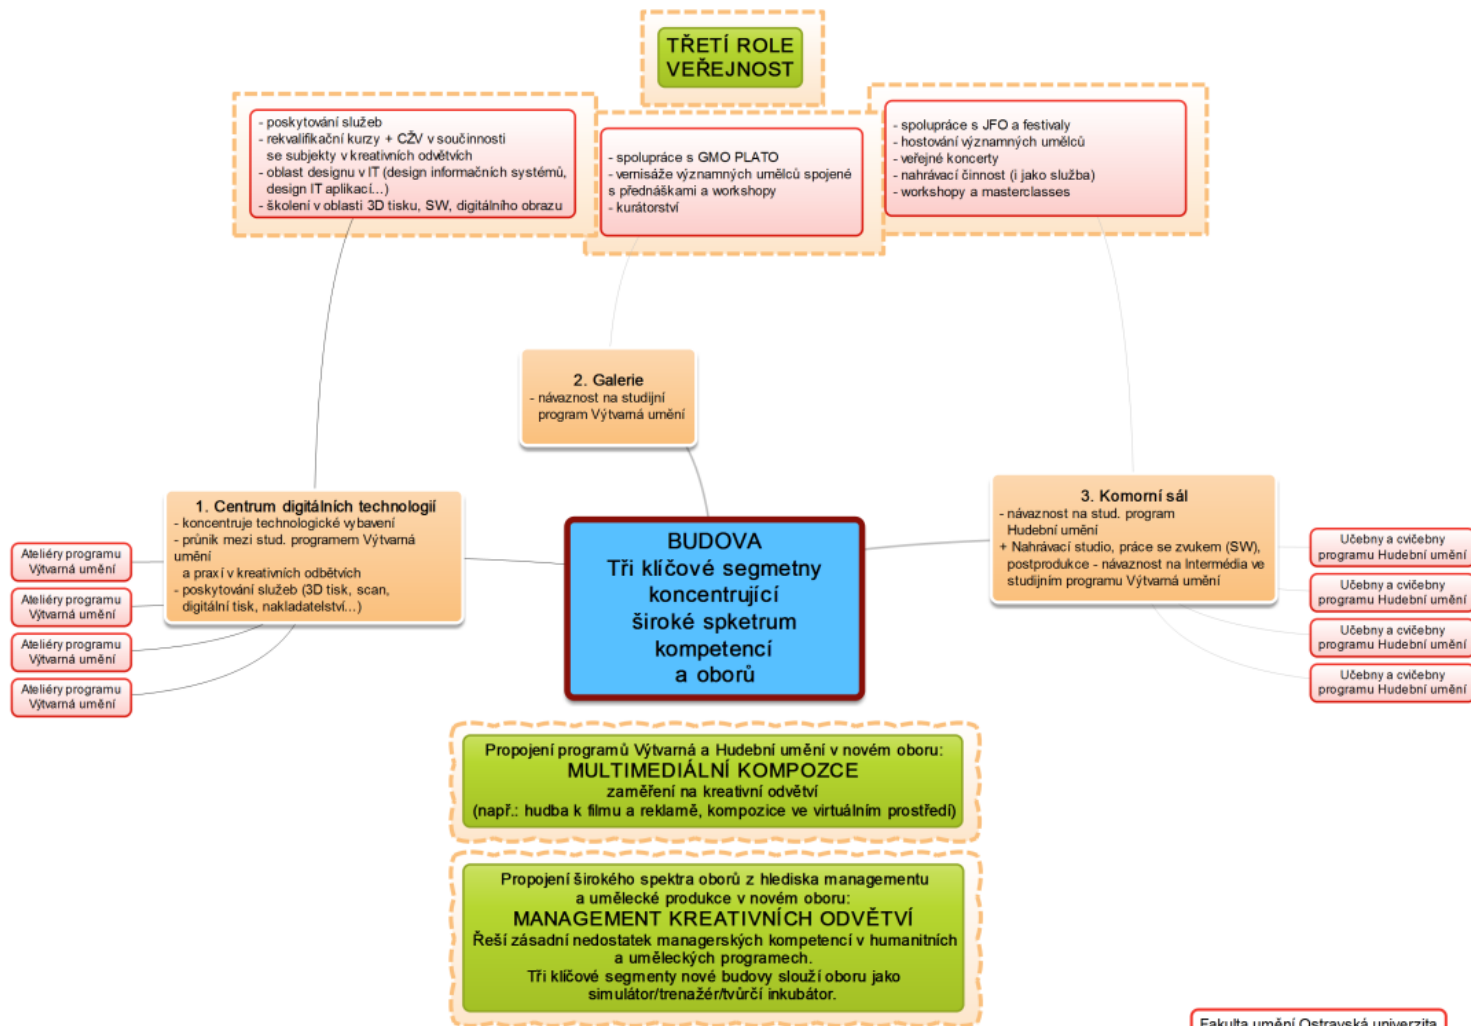 TŘETÍ ROLE
VEŘEJNOST
- poskytování služeb
- rekvalifikační kurzy + CŽV v součinnosti
se subjekty v kreativních odvětvích
- oblast designu v IT (design informačních systémů,
design IT aplikací...)
- školení v oblasti 3D tisku, SW, digitálního obrazu
- spolupráce s GMO PLATO
- vernisáže významných umělců spojené
s přednáškami a workshopy
- kurátorství
- spolupráce s JFO a festivaly
- hostování významných umělců
- veřejné koncerty
- nahrávací činnost (i jako služba)
- workshopy a masterclasses
2. Galerie
- návaznost na studijní
program Výtvarná umění
1. Centrum digitálních technologií
- koncentruje technologické vybavení
- průnik mezi stud. programem Výtvarná
umění
a praxí v kreativních odbětvích
- poskytování služeb (3D tisk, scan,
digitální tisk, nakladatelství...)
Ateliéry programu
Výtvarná umění
Ateliéry programu
Výtvarná umění
Ateliéry programu
Výtvarná umění
Ateliéry programu
Výtvarná umění
BUDOVA
Tři klíčové segmetny
koncentrující
široké spketrum
kompetencí
a oborů
3. Komorní sál
- návaznost na stud. program
Hudební umění
+ Nahrávací studio, práce se zvukem (SW),
postprodukce - návaznost na Intermédia ve
studijním programu Výtvarná umění
Učebny a cvičebny
programu Hudební umění
Učebny a cvičebny
programu Hudební umění
Učebny a cvičebny
programu Hudební umění
Učebny a cvičebny
programu Hudební umění
Propojení programů Výtvarná a Hudební umění v novém oboru:
MULTIMEDIÁLNÍ KOMPOZCE
zaměření na kreativní odvětví
(např.: hudba k filmu a reklamě, kompozice ve virtuálním prostředí)
Propojení širokého spektra oborů z hlediska managementu
a umělecké produkce v novém oboru:
MANAGEMENT KREATIVNÍCH ODVĚTVÍ
Řeší zásadní nedostatek managerských kompetencí v humanitních
a uměleckých programech.
Tři klíčové segmenty nové budovy slouží oboru jako
simulátor/trenažér/tvůrčí inkubátor.
Fakulta umění Ostravská univerzita